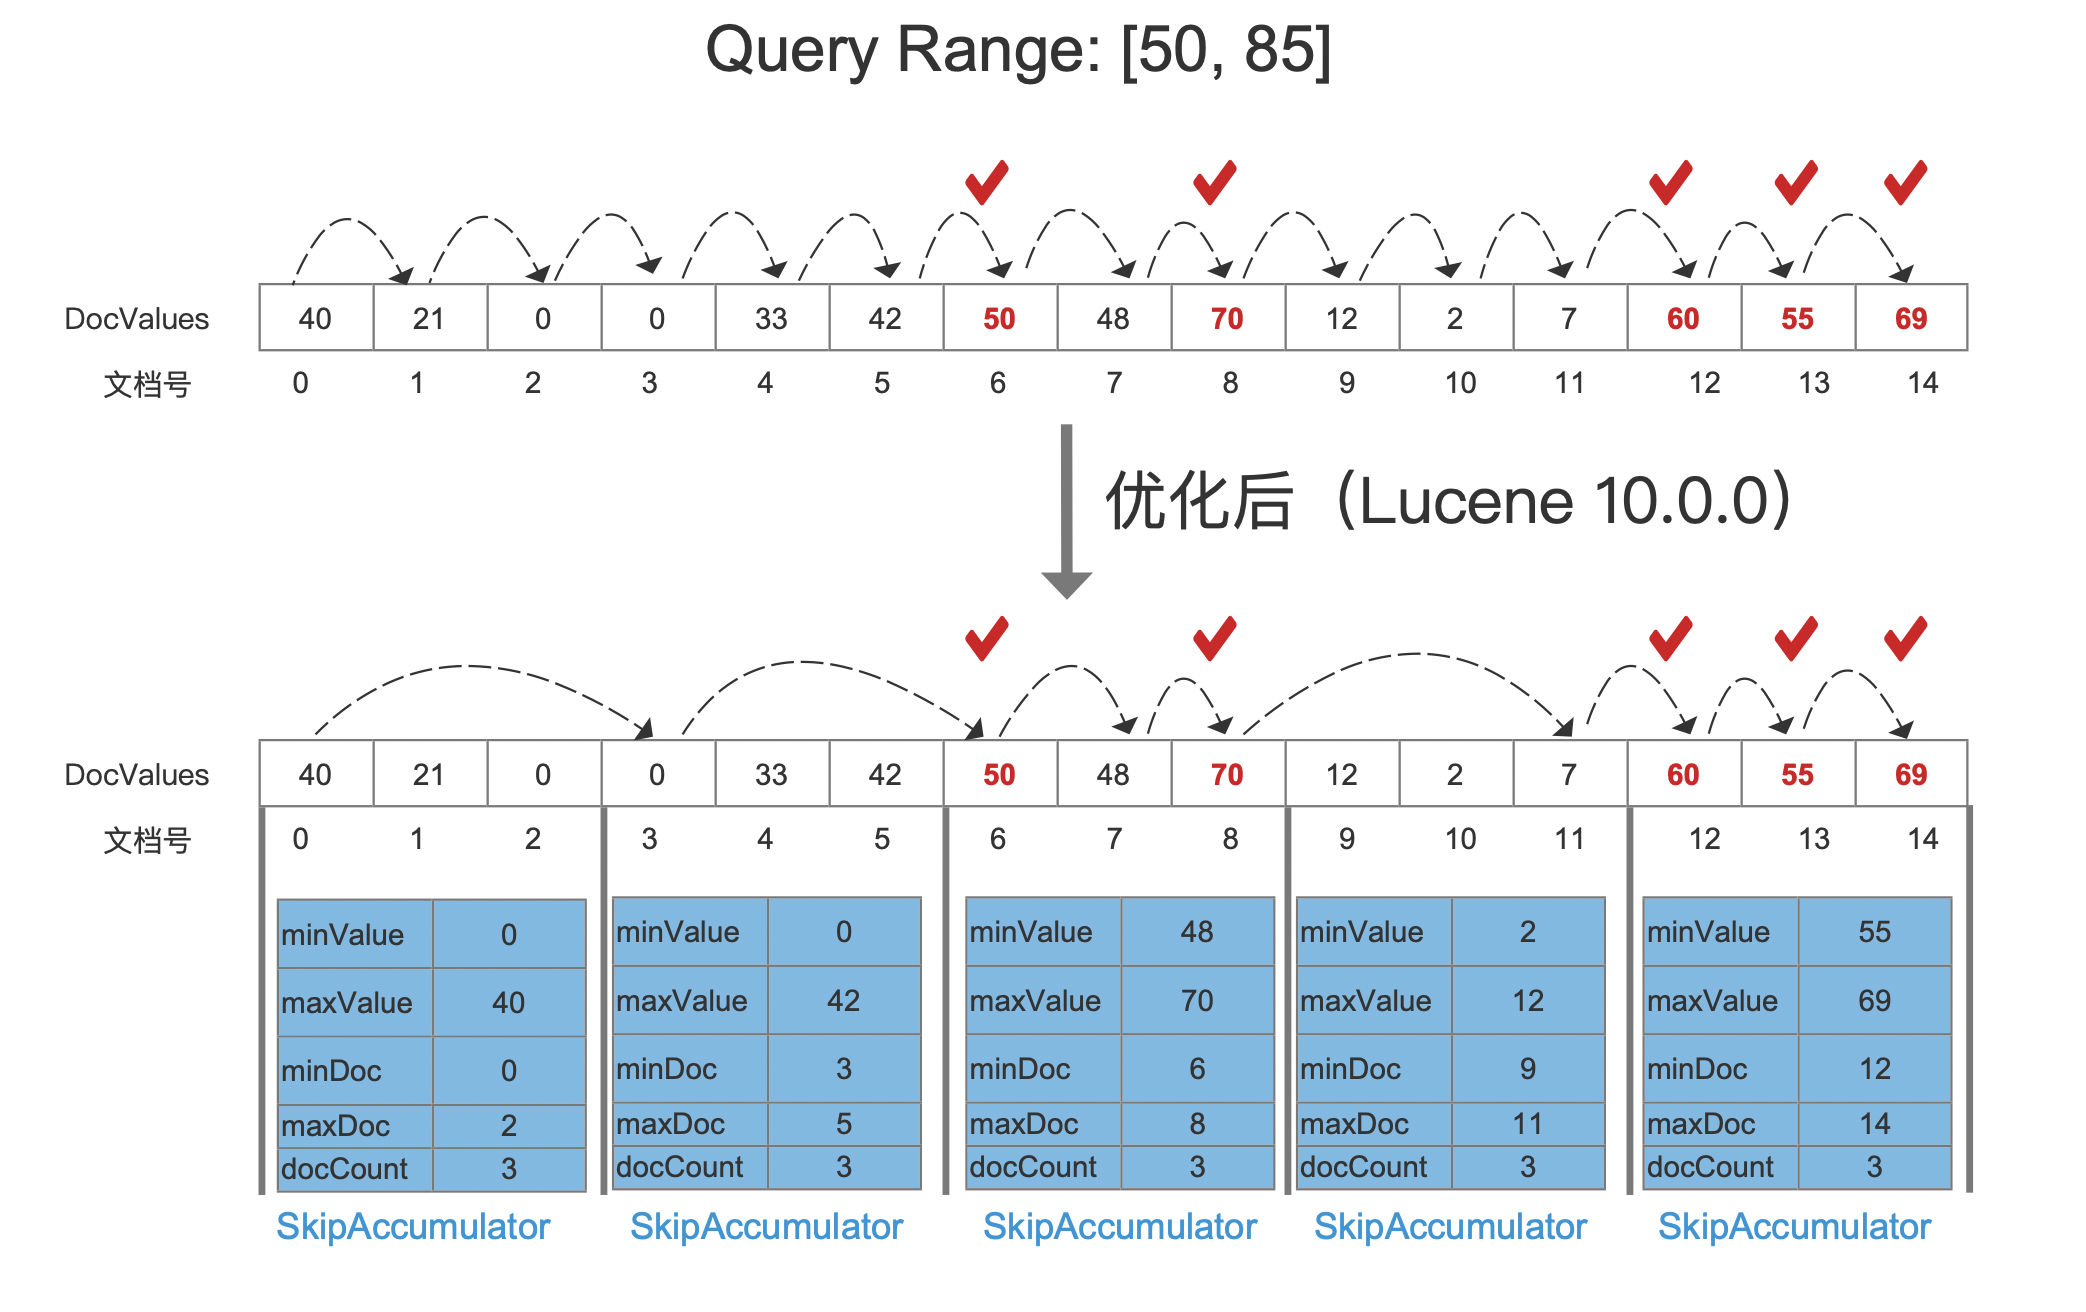 Query Range: [50, 85]
DocValues 40 21 0 0 33 42 50 48 70 12 2 7 60 55 69
文档号 0 1 2 3 4 5 6 7 8 9 10 11 12 13 14
优化后（Lucene 10.0.0）
DocValues 40 21 0 0 33 42 50 48 70 12 2 7 60 55 69
文档号 0 1 2 3 4 5 6 7 8 9 10 11 12 13 14
minValue 0 minValue 0 minValue 48 minValue 2 minValue 55
maxValue 40 maxValue 42 maxValue 70 maxValue 12 maxValue 69
minDoc 0 minDoc 3 minDoc 6 minDoc 9 minDoc 12
maxDoc 2 maxDoc 5 maxDoc 8 maxDoc 11 maxDoc 14
docCount 3 docCount 3 docCount 3 docCount 3 docCount 3
SkipAccumulator SkipAccumulator SkipAccumulator SkipAccumulator SkipAccumulator